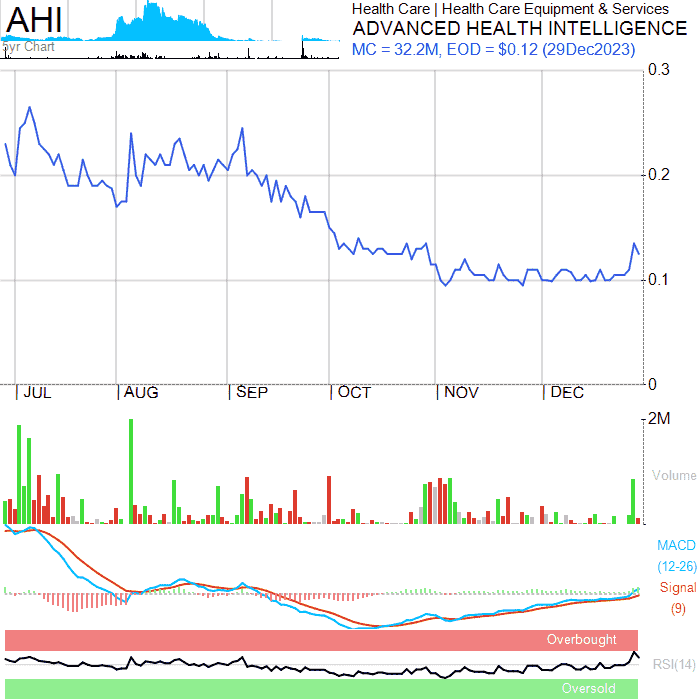 AHI
5yr Chart
Health Care | Health Care Equipment & Services
ADVANCED HEALTH INTELLIGENCE
MC = 32.2M, EOD = $0.12 (29Dec2023)
0.3
0.2
0.1
0
| JUL | AUG | SEP | OCT | NOV | DEC
2M
Volume
MACD
(12-26)
Signal
(9)
Overbought
RSI(14)
Oversold